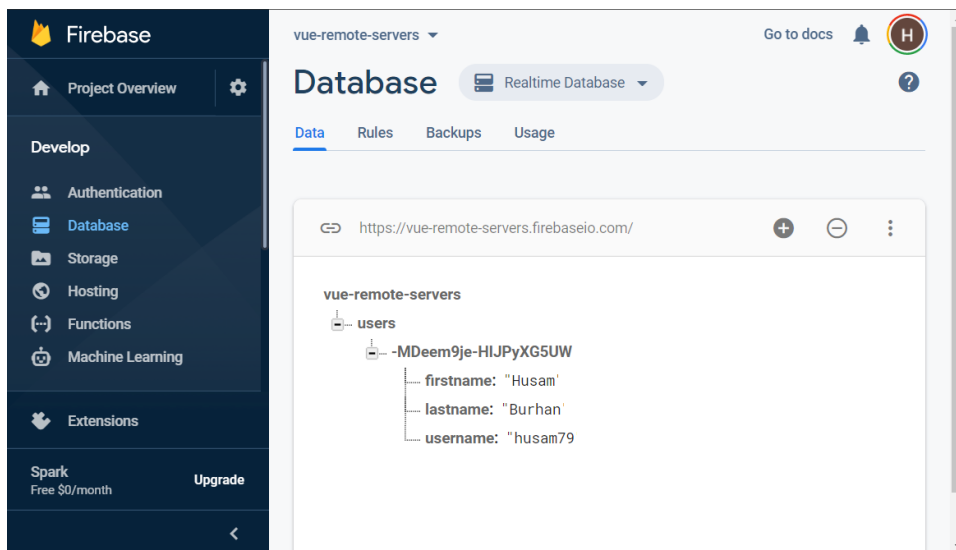 Firebase
Project Overview
Develop
Authentication
Database
Storage
Hosting
Functions
Machine Learning
Extensions
Spark
Free $0/month
Upgrade
vue-remote-servers
Go to docs
H
Database
Realtime Database
Data Rules Backups Usage
https://vue-remote-servers.firebaseio.com/
vue-remote-servers
users
-MDeem9je-HIJPyXG5UW
firstname: "Husam'
lastname: "Burhan'
username: "husam79